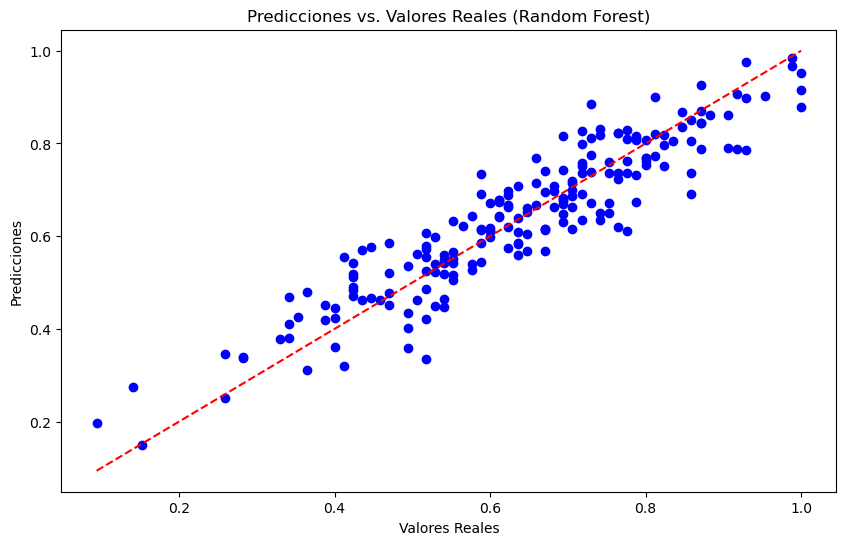 Predicciones vs. Valores Reales (Random Forest)
Predicciones
1.0
0.8
0.6
0.4
0.2
0.2 0.4 0.6 0.8 1.0
Valores Reales